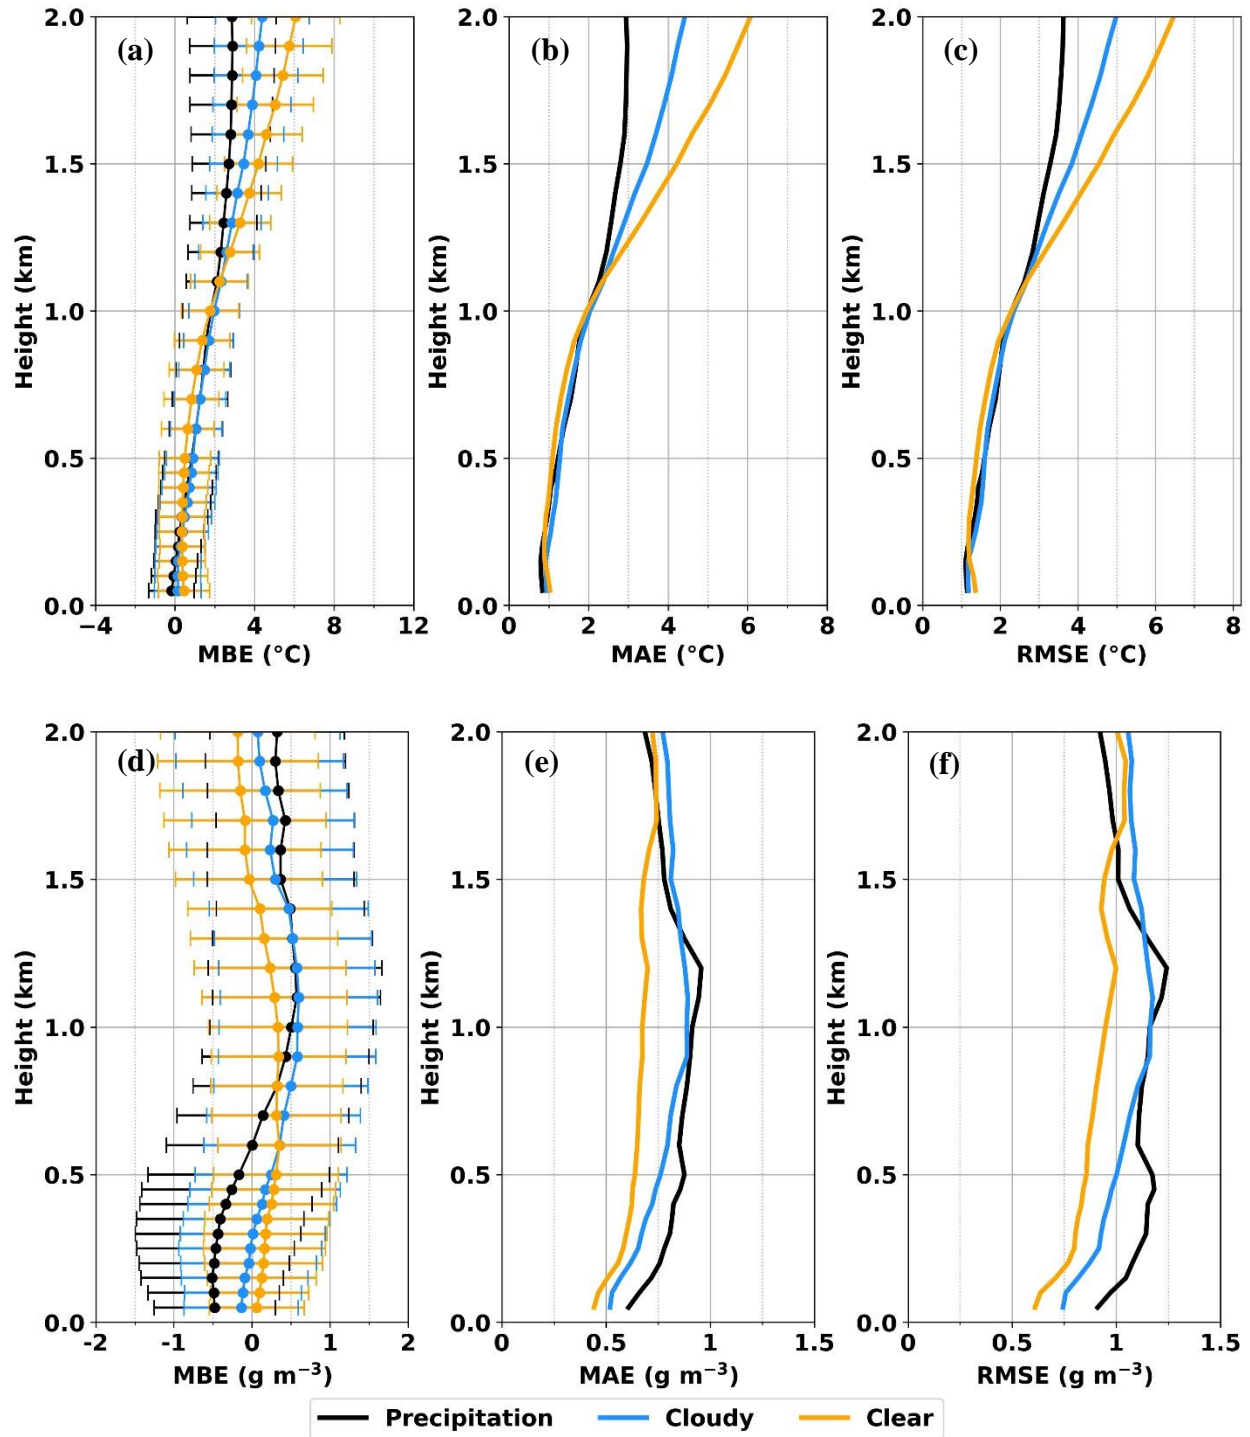 2.0
1.5
1.0
0.5
0.0
Height (km)
(a)
−4 0 4 8 12
MBE (°C)
2.0
1.5
1.0
0.5
0.0
Height (km)
(b)
0 2 4 6 8
MAE (°C)
2.0
1.5
1.0
0.5
0.0
Height (km)
(c)
0 2 4 6 8
RMSE (°C)
2.0
1.5
1.0
0.5
0.0
Height (km)
(d)
-2 -1 0 1 2
MBE (g m⁻³)
2.0
1.5
1.0
0.5
0.0
Height (km)
(e)
0 0.5 1 1.5
MAE (g m⁻³)
2.0
1.5
1.0
0.5
0.0
Height (km)
(f)
0 0.5 1 1.5
RMSE (g m⁻³)
Precipitation Cloudy Clear